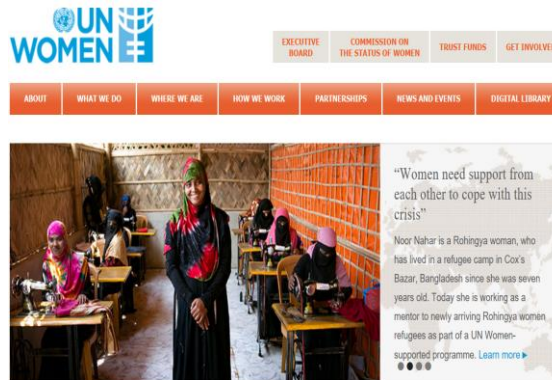 UN
WOMEN
EXECUTIVE
BOARD
COMMISSION ON
THE STATUS OF WOMEN
TRUST FUNDS
GET INVOLVED
ABOUT
WHAT WE DO
WHERE WE ARE
HOW WE WORK
PARTNERSHIPS
NEWS AND EVENTS
DIGITAL LIBRARY
“Women need support from
each other to cope with this
crisis”
Noor Nahar is a Rohingya woman, who
has lived in a refugee camp in Cox's
Bazar, Bangladesh since she was seven
years old. Today she is working as a
mentor to newly arriving Rohingya women
refugees as part of a UN Women-
supported programme. Learn more